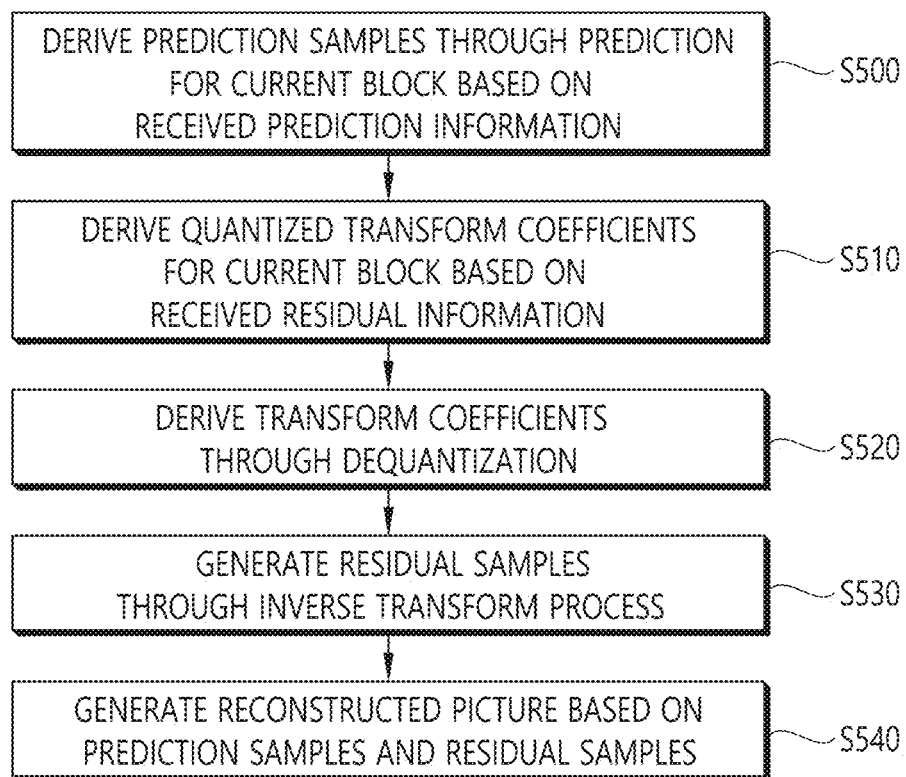 DERIVE PREDICTION SAMPLES THROUGH PREDICTION
FOR CURRENT BLOCK BASED ON
RECEIVED PREDICTION INFORMATION
S500
DERIVE QUANTIZED TRANSFORM COEFFICIENTS
FOR CURRENT BLOCK BASED ON
RECEIVED RESIDUAL INFORMATION
S510
DERIVE TRANSFORM COEFFICIENTS
THROUGH DEQUANTIZATION
S520
GENERATE RESIDUAL SAMPLES
THROUGH INVERSE TRANSFORM PROCESS
S530
GENERATE RECONSTRUCTED PICTURE BASED ON
PREDICTION SAMPLES AND RESIDUAL SAMPLES
S540